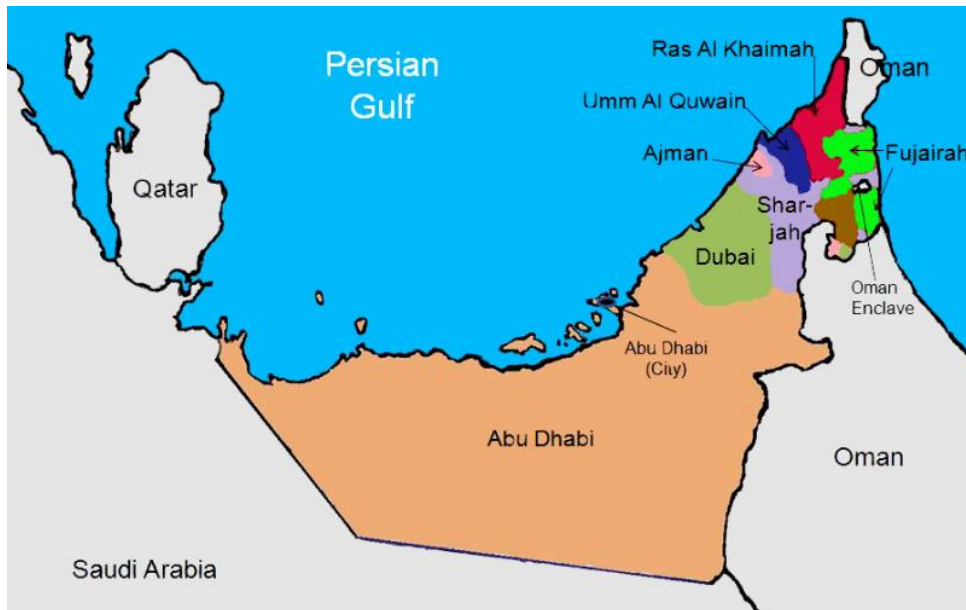 Persian
Gulf
Ras Al Khaimah
Oman
Umm Al Quwain
Ajman
Fujairah
Qatar
Shar-
jah
Dubai
Oman
Enclave
Abu Dhabi
(City)
Abu Dhabi
Oman
Saudi Arabia